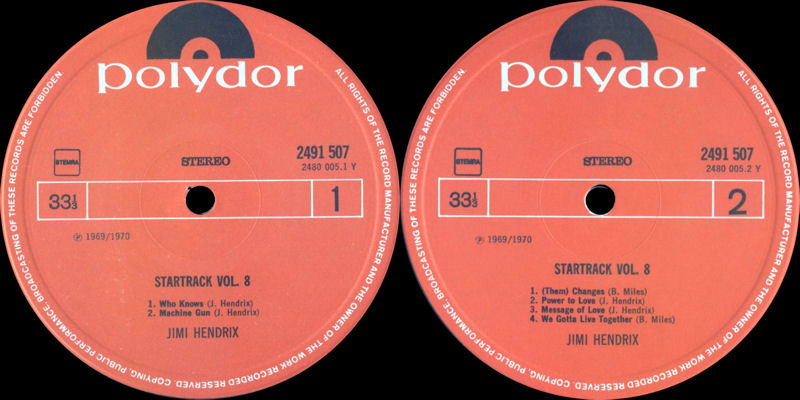 polydor
ALL RIGHTS OF THE RECORD MANUFACTURER AND THE OWNER OF THE WORK RECORDED RESERVED. COPYING, PUBLIC PERFORMANCE, BROADCASTING OF THESE RECORDS ARE FORBIDDEN.
STEMRA
STEREO
2491 507
2480 005.1 Y
33⅓
1
℗ 1969/1970
STARTRACK VOL. 8
1. Who Knows (J. Hendrix)
2. Machine Gun (J. Hendrix)
JIMI HENDRIX
polydor
ALL RIGHTS OF THE RECORD MANUFACTURER AND THE OWNER OF THE WORK RECORDED RESERVED. COPYING, PUBLIC PERFORMANCE, BROADCASTING OF THESE RECORDS ARE FORBIDDEN.
STEMRA
STEREO
2491 507
2480 005.2 Y
33⅓
2
℗ 1969/1970
STARTRACK VOL. 8
1. (Them) Changes (B. Miles)
2. Power to Love (J. Hendrix)
3. Message of Love (J. Hendrix)
4. We Gotta Live Together (B. Miles)
JIMI HENDRIX